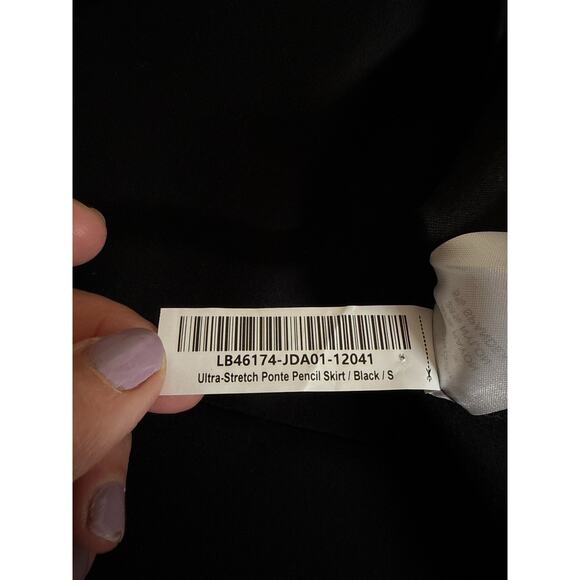 LB46174-JDA01-12041
Ultra-Stretch Ponte Pencil Skirt / Black / S